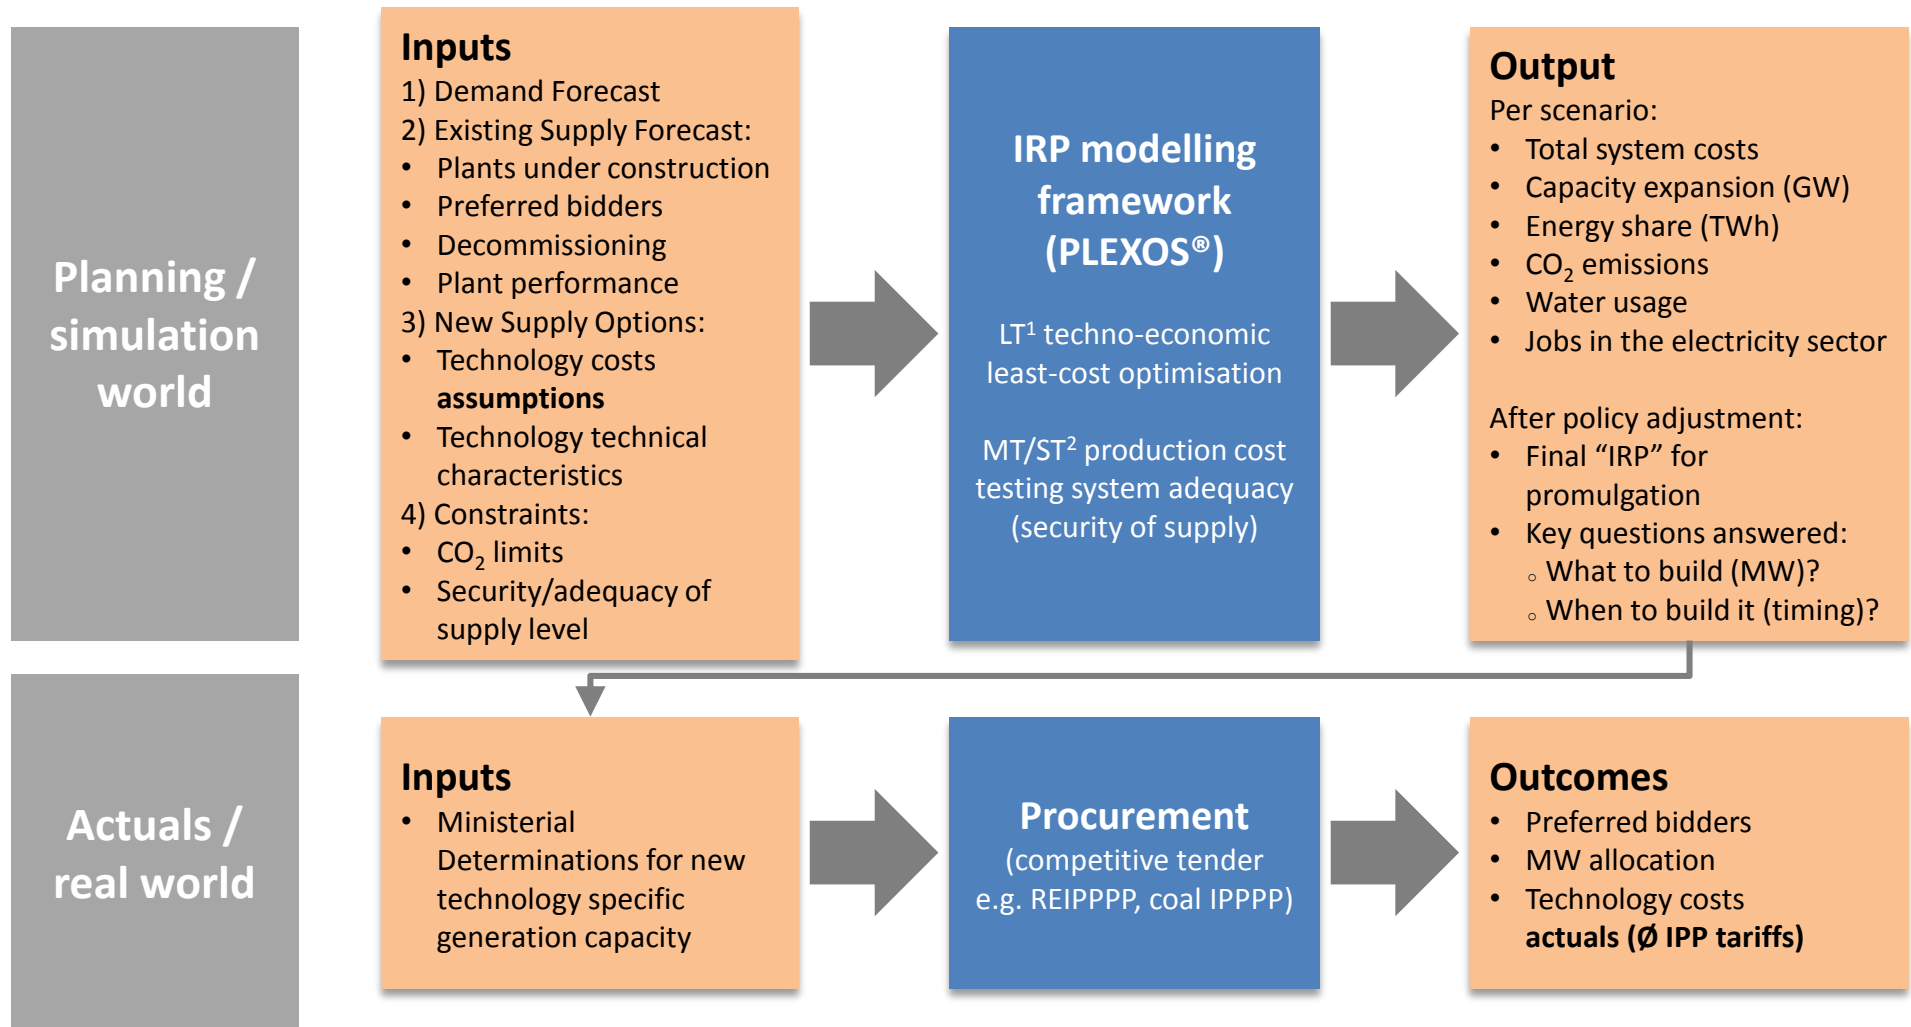 Planning /
simulation
world
Inputs
1) Demand Forecast
2) Existing Supply Forecast:
• Plants under construction
• Preferred bidders
• Decommissioning
• Plant performance
3) New Supply Options:
• Technology costs
assumptions
• Technology technical
characteristics
4) Constraints:
• CO₂ limits
• Security/adequacy of
supply level
IRP modelling
framework
(PLEXOS®)
LT¹ techno-economic
least-cost optimisation
MT/ST² production cost
testing system adequacy
(security of supply)
Output
Per scenario:
• Total system costs
• Capacity expansion (GW)
• Energy share (TWh)
• CO₂ emissions
• Water usage
• Jobs in the electricity sector
After policy adjustment:
• Final “IRP” for
promulgation
• Key questions answered:
○ What to build (MW)?
○ When to build it (timing)?
Actuals /
real world
Inputs
• Ministerial
Determinations for new
technology specific
generation capacity
Procurement
(competitive tender
e.g. REIPPPP, coal IPPPP)
Outcomes
• Preferred bidders
• MW allocation
• Technology costs
actuals (Ø IPP tariffs)